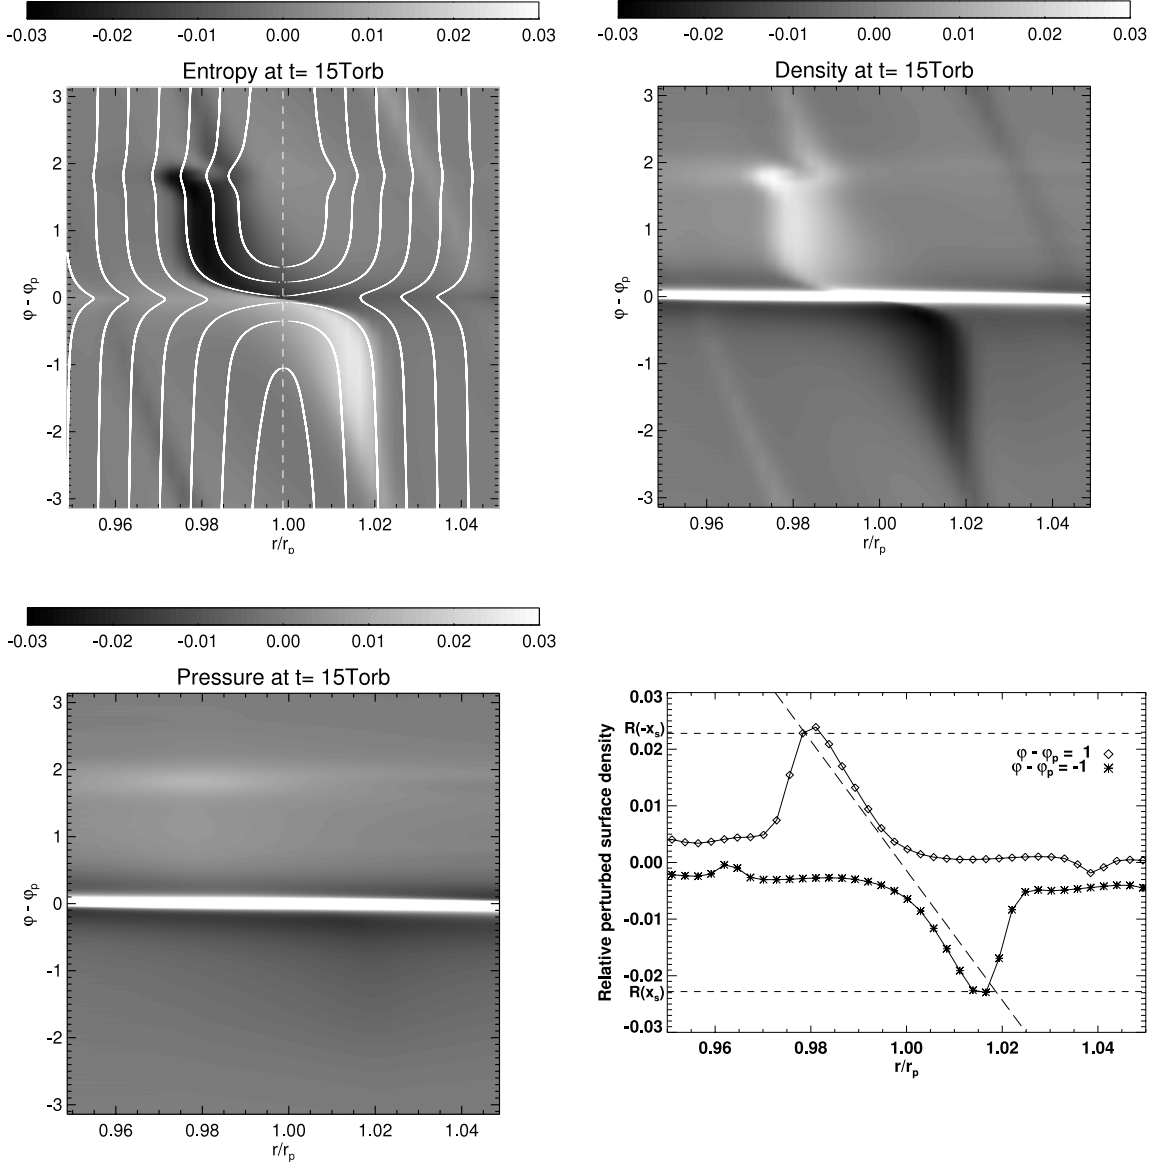 -0.03 -0.02 -0.01 0.00 0.01 0.02 0.03
Entropy at t= 15Torb
3
2
1
0
-1
-2
-3
φ - φp
0.96 0.98 1.00 1.02 1.04
r/rp
-0.03 -0.02 -0.01 0.00 0.01 0.02 0.03
Density at t= 15Torb
3
2
1
0
-1
-2
-3
φ - φp
0.96 0.98 1.00 1.02 1.04
r/rp
-0.03 -0.02 -0.01 0.00 0.01 0.02 0.03
Pressure at t= 15Torb
3
2
1
0
-1
-2
-3
φ - φp
0.96 0.98 1.00 1.02 1.04
r/rp
0.03
R(-xs)
0.02
0.01
0.00
-0.01
-0.02
R(xs)
-0.03
Relative perturbed surface density
φ - φp = 1
φ - φp = -1
0.96 0.98 1.00 1.02 1.04
r/rp